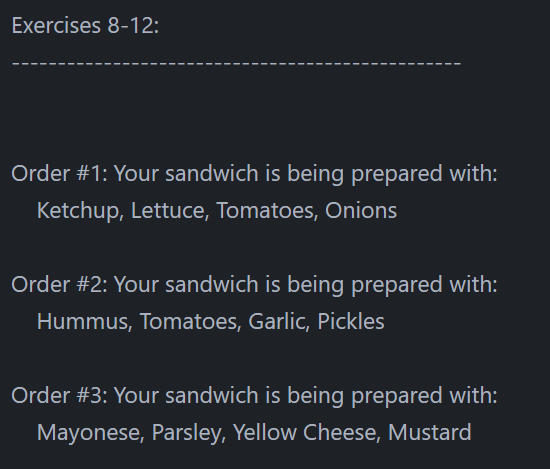 Exercises 8-12:
-------------------------------------------------
Order #1: Your sandwich is being prepared with:
Ketchup, Lettuce, Tomatoes, Onions
Order #2: Your sandwich is being prepared with:
Hummus, Tomatoes, Garlic, Pickles
Order #3: Your sandwich is being prepared with:
Mayonese, Parsley, Yellow Cheese, Mustard